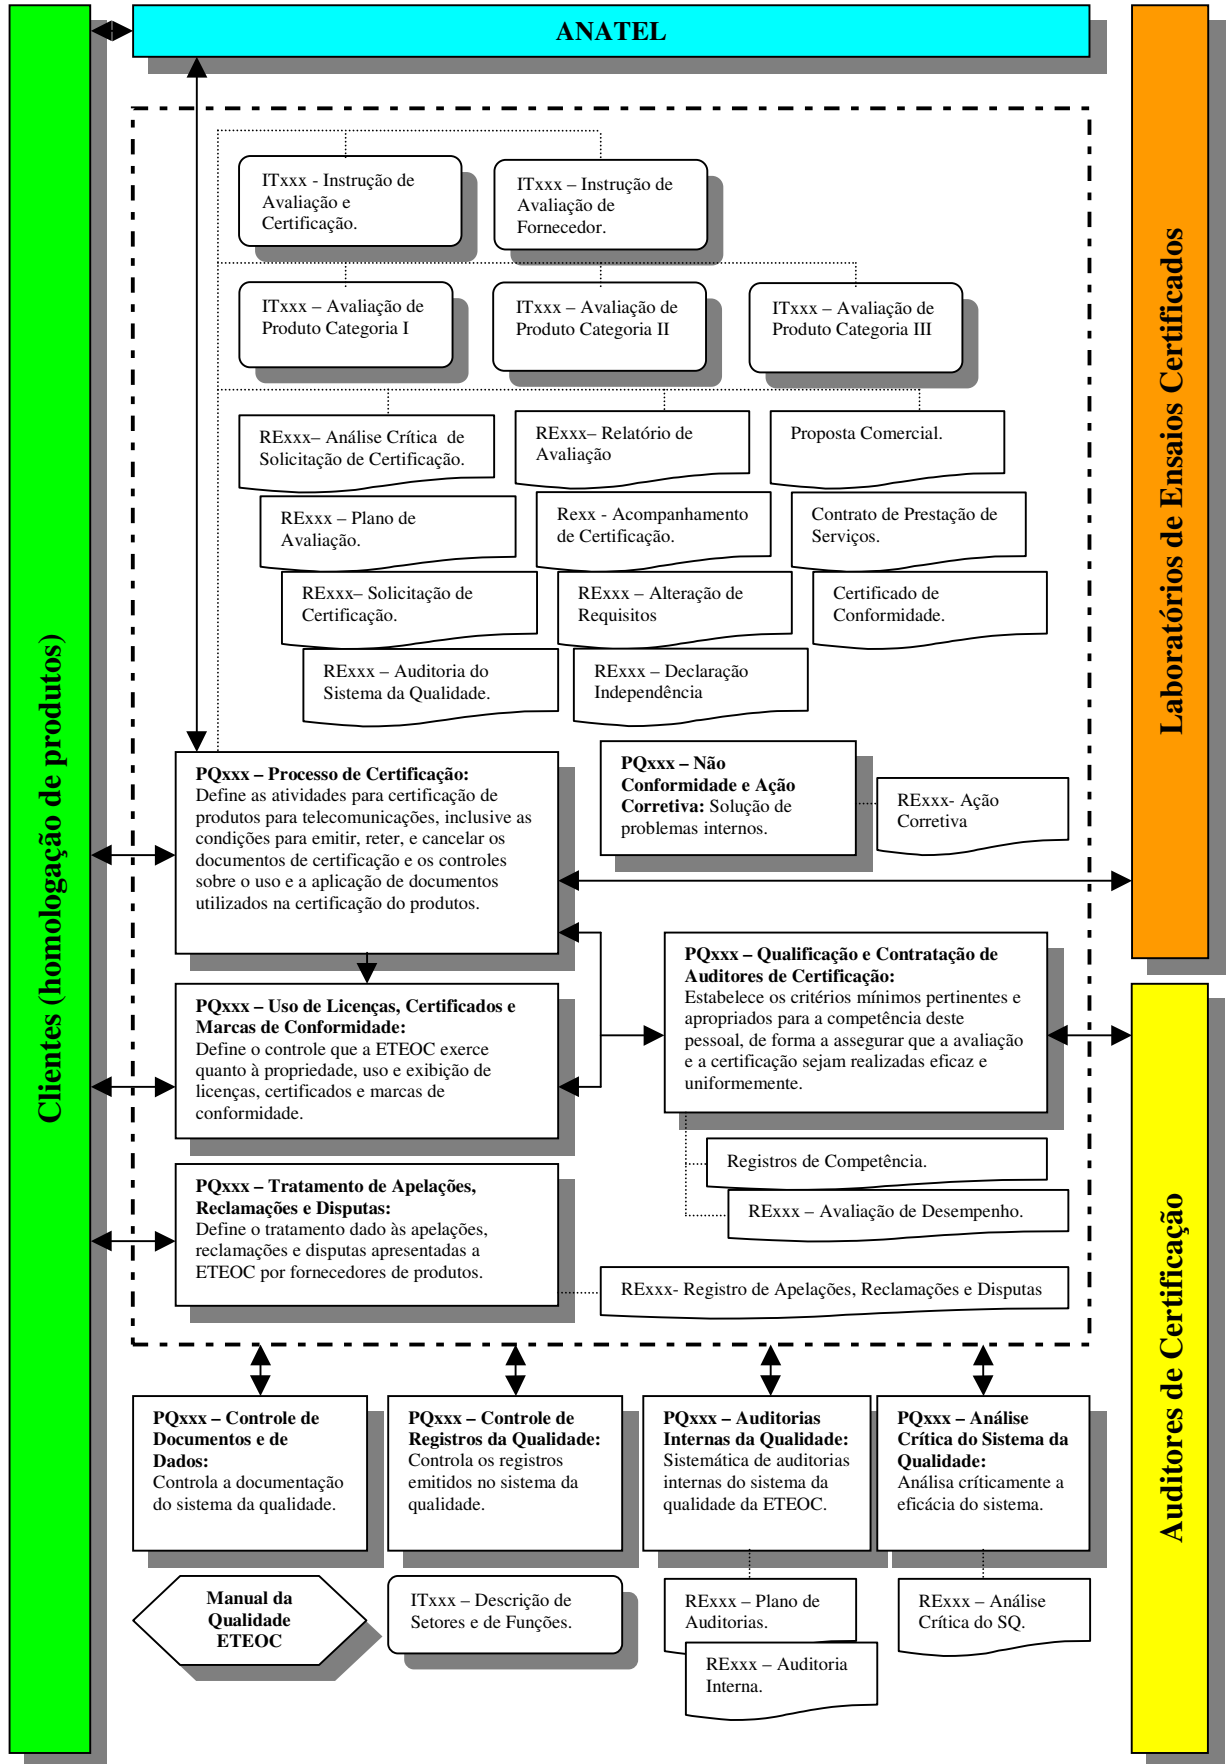 ANATEL
Clientes (homologação de produtos)
Laboratórios de Ensaios Certificados
Auditores de Certificação
ITxxx - Instrução de
Avaliação e
Certificação.
ITxxx – Instrução de
Avaliação de
Fornecedor.
ITxxx – Avaliação de
Produto Categoria I
ITxxx – Avaliação de
Produto Categoria II
ITxxx – Avaliação de
Produto Categoria III
RExxx– Análise Crítica de
Solicitação de Certificação.
RExxx– Relatório de
Avaliação
Proposta Comercial.
RExxx – Plano de
Avaliação.
Rexx - Acompanhamento
de Certificação.
Contrato de Prestação de
Serviços.
RExxx– Solicitação de
Certificação.
RExxx – Alteração de
Requisitos
Certificado de
Conformidade.
RExxx – Auditoria do
Sistema da Qualidade.
RExxx – Declaração
Independência
PQxxx – Processo de Certificação:
Define as atividades para certificação de
produtos para telecomunicações, inclusive as
condições para emitir, reter, e cancelar os
documentos de certificação e os controles
sobre o uso e a aplicação de documentos
utilizados na certificação do produtos.
PQxxx – Não
Conformidade e Ação
Corretiva: Solução de
problemas internos.
RExxx- Ação
Corretiva
PQxxx – Uso de Licenças, Certificados e
Marcas de Conformidade:
Define o controle que a ETEOC exerce
quanto à propriedade, uso e exibição de
licenças, certificados e marcas de
conformidade.
PQxxx – Qualificação e Contratação de
Auditores de Certificação:
Estabelece os critérios mínimos pertinentes e
apropriados para a competência deste
pessoal, de forma a assegurar que a avaliação
e a certificação sejam realizadas eficaz e
uniformemente.
Registros de Competência.
RExxx – Avaliação de Desempenho.
PQxxx – Tratamento de Apelações,
Reclamações e Disputas:
Define o tratamento dado às apelações,
reclamações e disputas apresentadas a
ETEOC por fornecedores de produtos.
RExxx- Registro de Apelações, Reclamações e Disputas
PQxxx – Controle de
Documentos e de
Dados:
Controla a documentação
do sistema da qualidade.
PQxxx – Controle de
Registros da Qualidade:
Controla os registros
emitidos no sistema da
qualidade.
PQxxx – Auditorias
Internas da Qualidade:
Sistemática de auditorias
internas do sistema da
qualidade da ETEOC.
PQxxx – Análise
Crítica do Sistema da
Qualidade:
Análisa críticamente a
eficácia do sistema.
Manual da
Qualidade
ETEOC
ITxxx – Descrição de
Setores e de Funções.
RExxx – Plano de
Auditorias.
RExxx – Auditoria
Interna.
RExxx – Análise
Crítica do SQ.